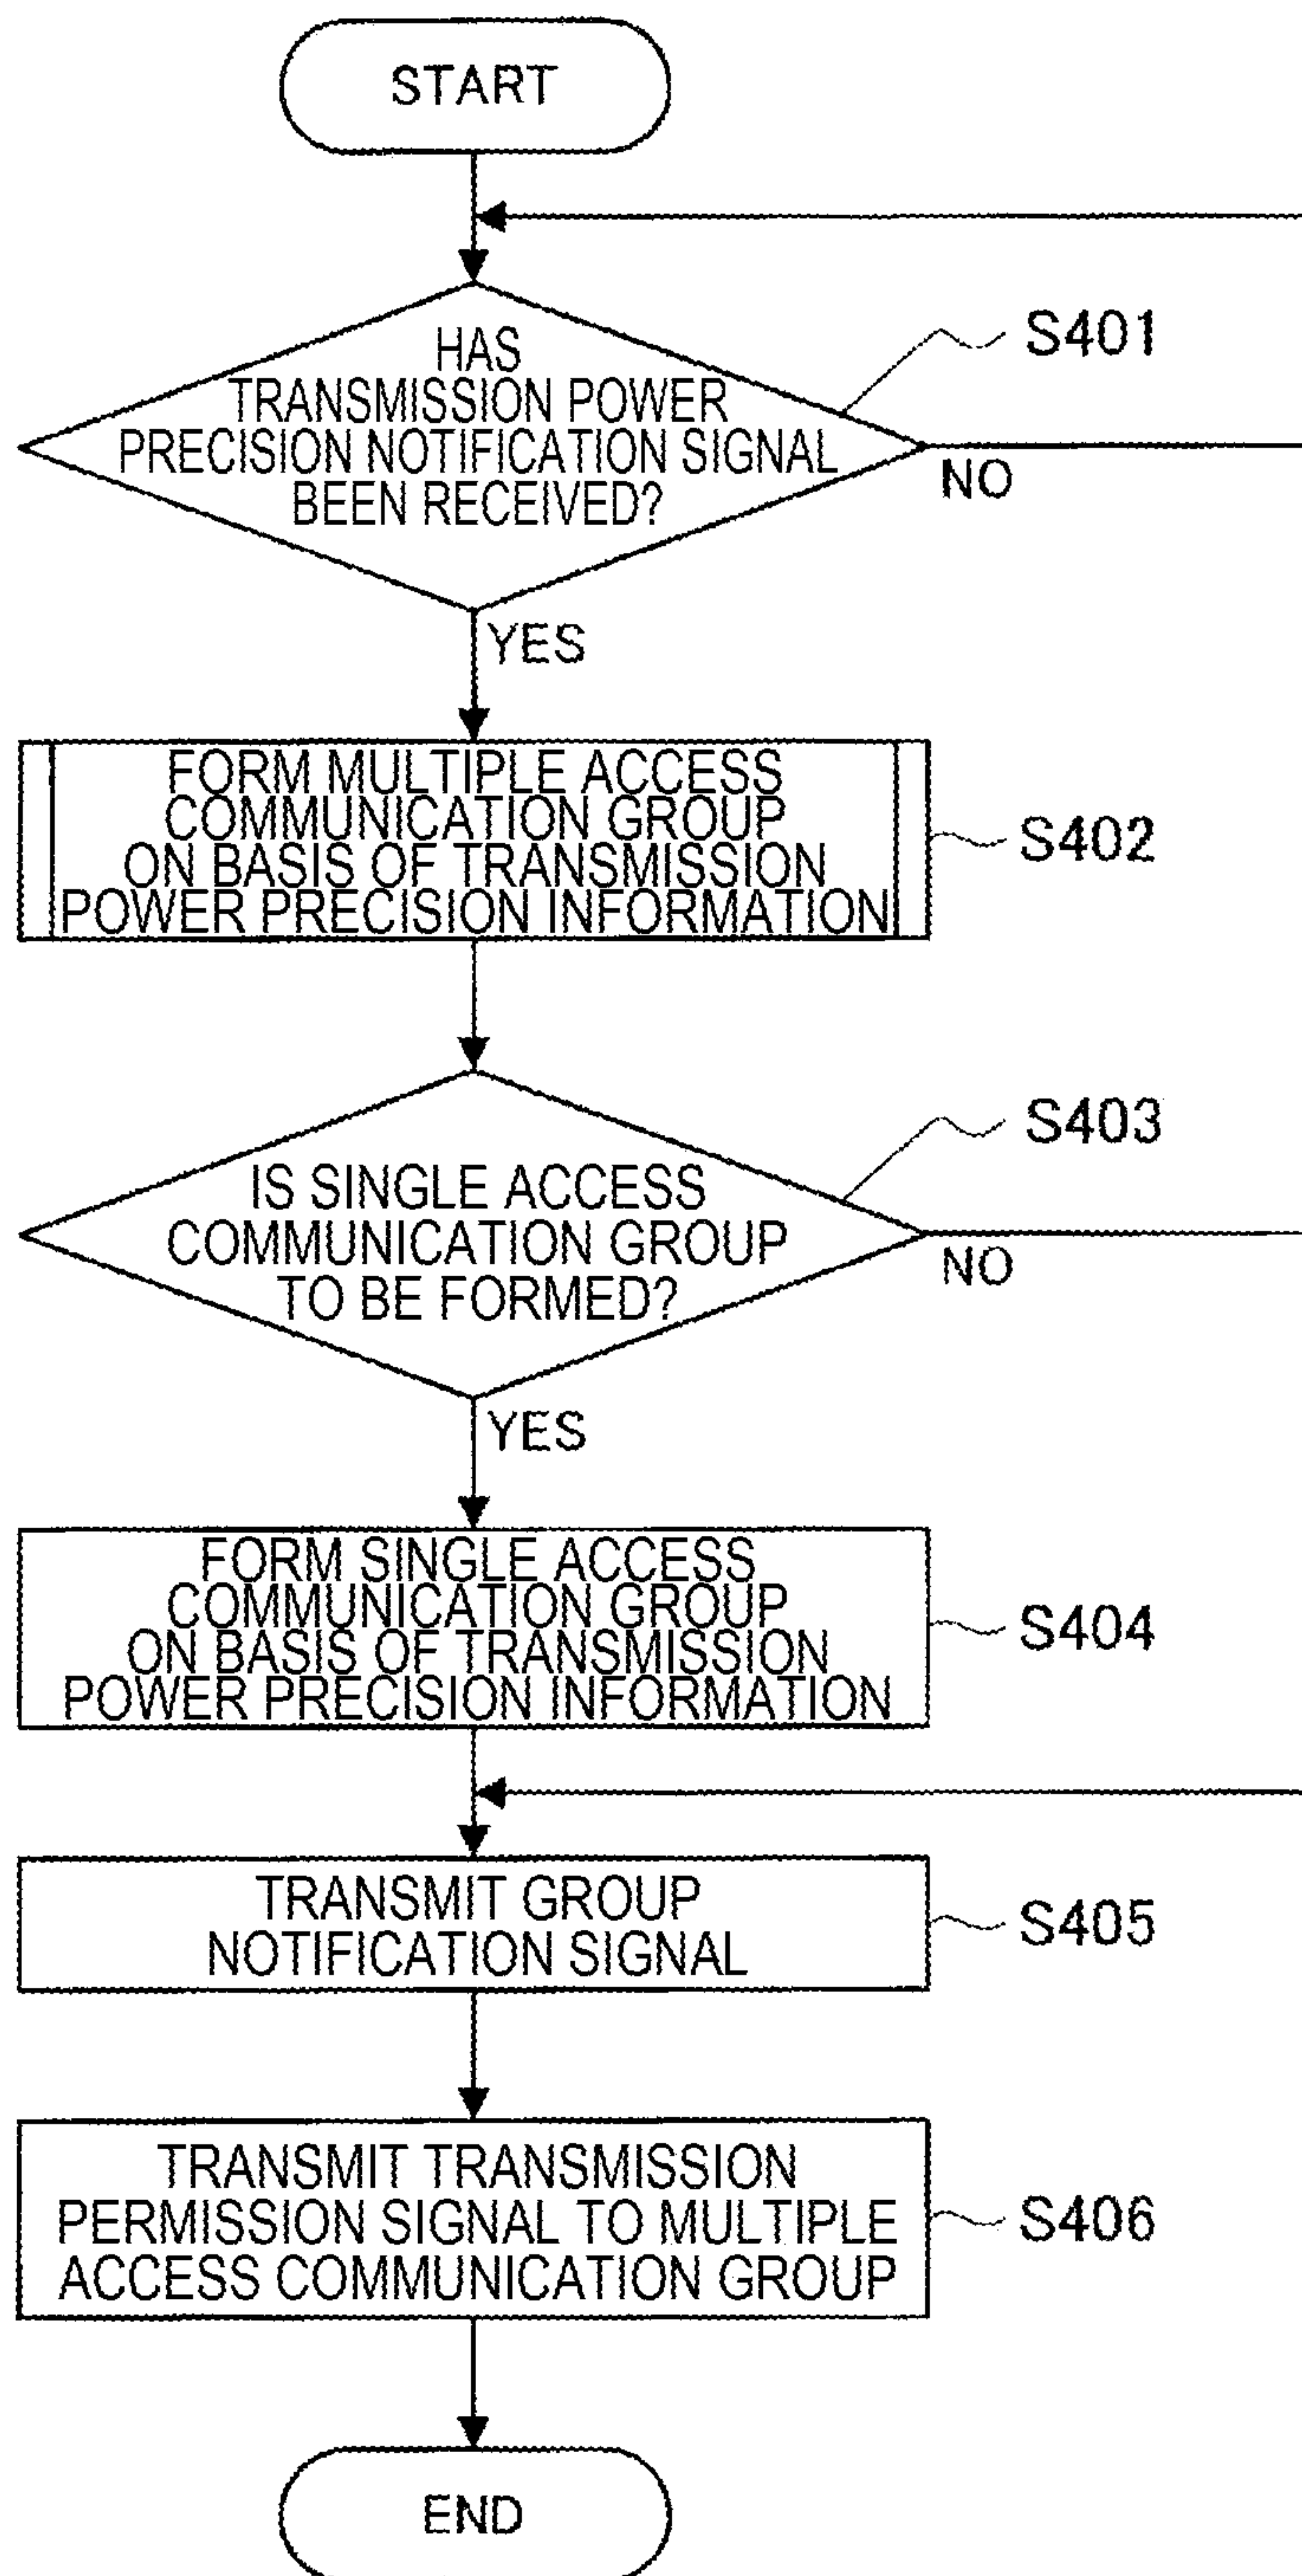 START
HAS
TRANSMISSION POWER
PRECISION NOTIFICATION SIGNAL
BEEN RECEIVED?
S401
NO
YES
FORM MULTIPLE ACCESS
COMMUNICATION GROUP
ON BASIS OF TRANSMISSION
POWER PRECISION INFORMATION
S402
IS SINGLE ACCESS
COMMUNICATION GROUP
TO BE FORMED?
S403
NO
YES
FORM SINGLE ACCESS
COMMUNICATION GROUP
ON BASIS OF TRANSMISSION
POWER PRECISION INFORMATION
S404
TRANSMIT GROUP
NOTIFICATION SIGNAL
S405
TRANSMIT TRANSMISSION
PERMISSION SIGNAL TO MULTIPLE
ACCESS COMMUNICATION GROUP
S406
END